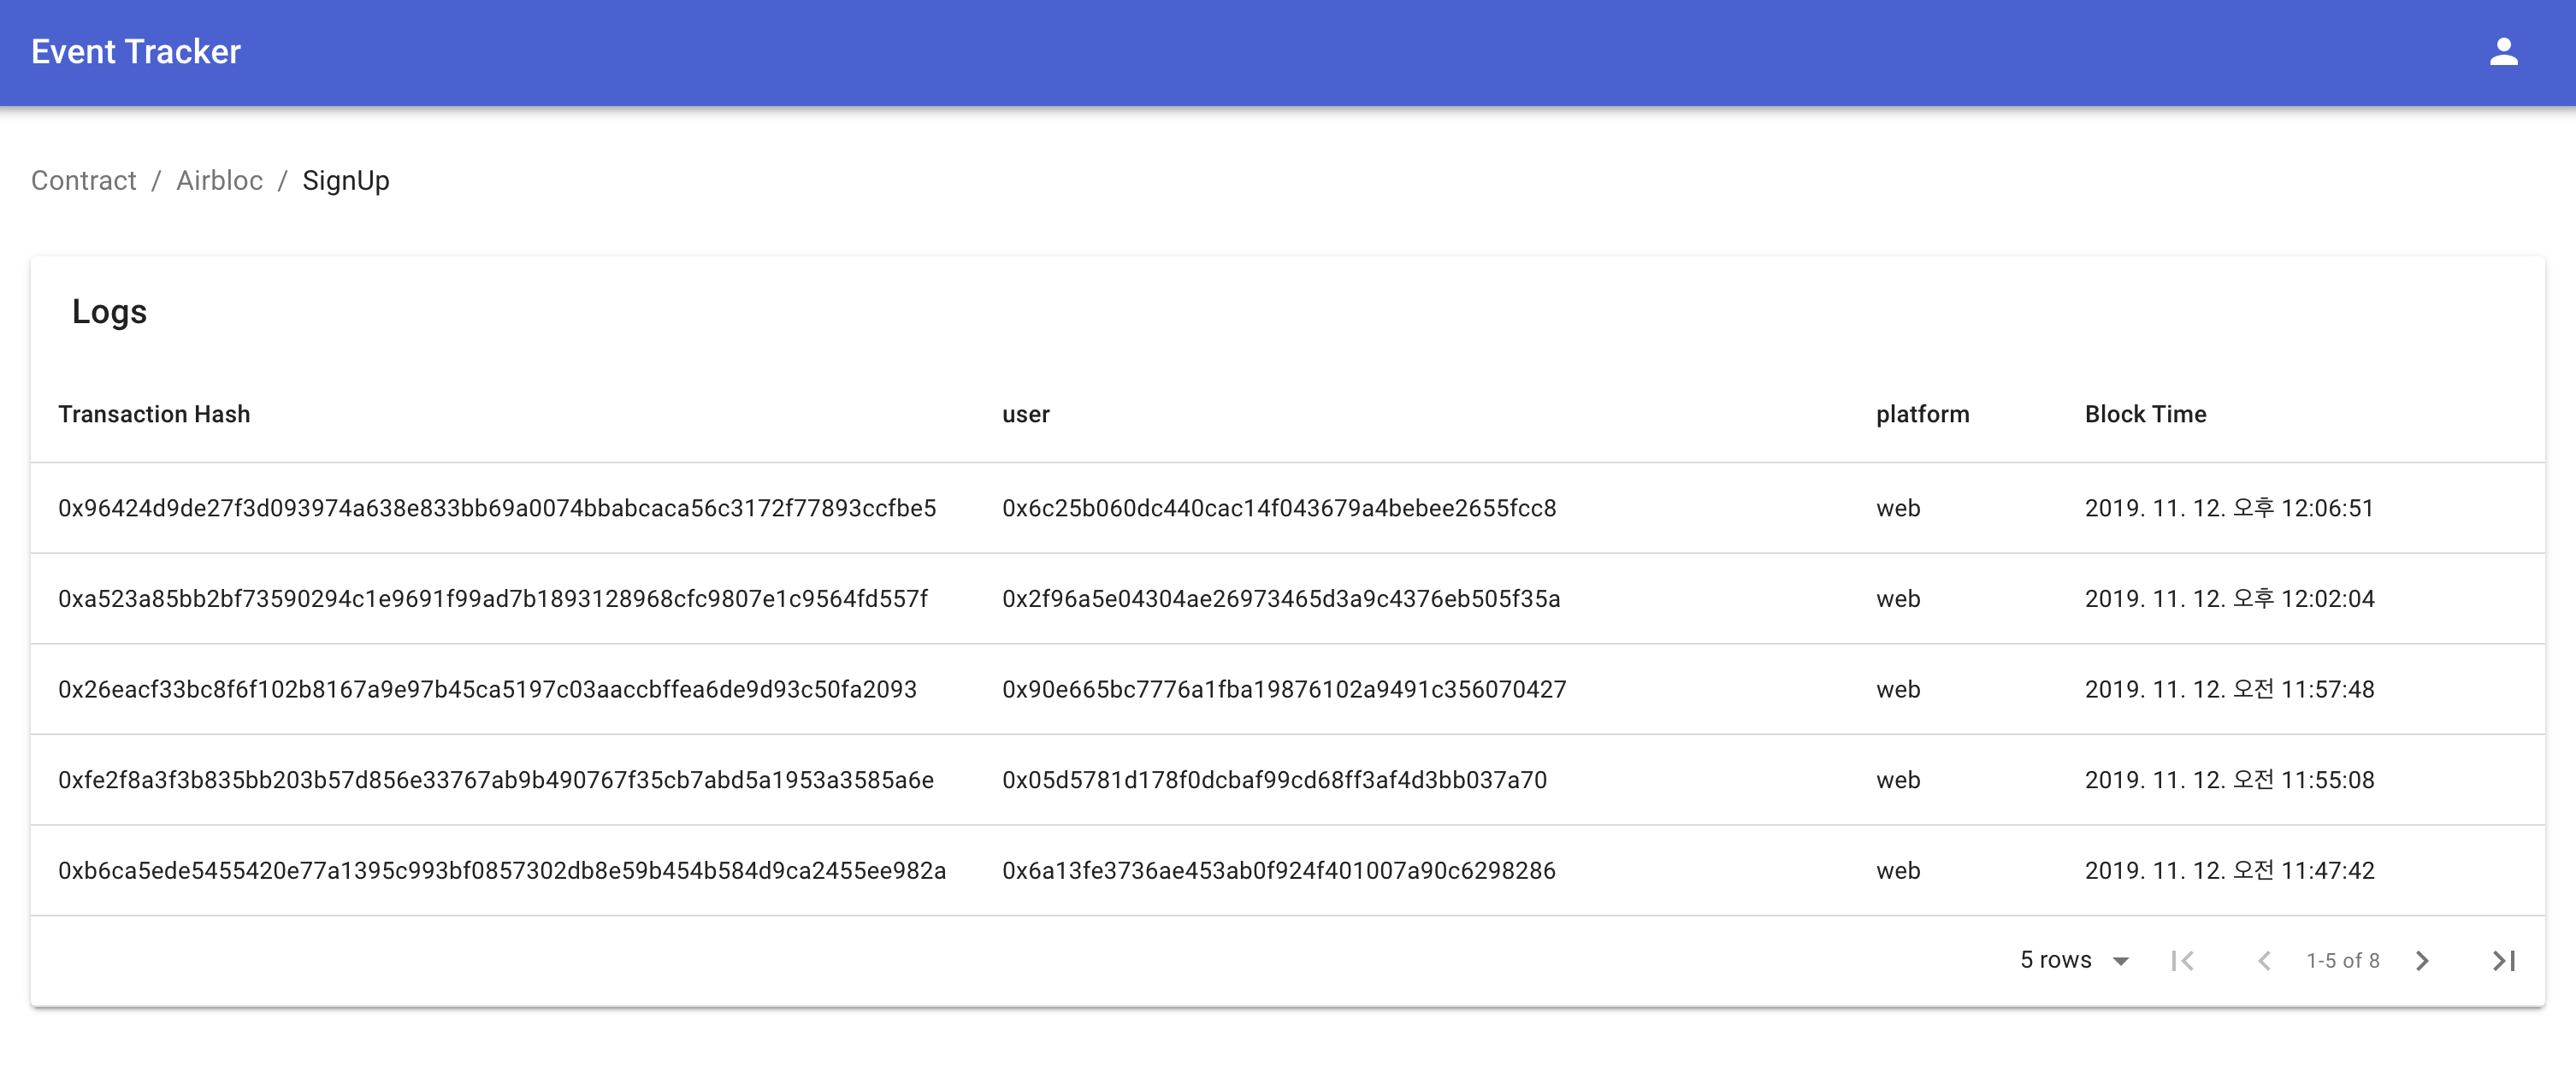 Event Tracker
Contract / Airbloc / SignUp
Logs
Transaction Hash user platform Block Time
0x96424d9de27f3d093974a638e833bb69a0074bbabcaca56c3172f77893ccfbe5 0x6c25b060dc440cac14f043679a4bebee2655fcc8 web 2019. 11. 12. 오후 12:06:51
0xa523a85bb2bf73590294c1e9691f99ad7b1893128968cfc9807e1c9564fd557f 0x2f96a5e04304ae26973465d3a9c4376eb505f35a web 2019. 11. 12. 오후 12:02:04
0x26eacf33bc8f6f102b8167a9e97b45ca5197c03aaccbffea6de9d93c50fa2093 0x90e665bc7776a1fba19876102a9491c356070427 web 2019. 11. 12. 오전 11:57:48
0xfe2f8a3f3b835bb203b57d856e33767ab9b490767f35cb7abd5a1953a3585a6e 0x05d5781d178f0dcbaf99cd68ff3af4d3bb037a70 web 2019. 11. 12. 오전 11:55:08
0xb6ca5ede5455420e77a1395c993bf0857302db8e59b454b584d9ca2455ee982a 0x6a13fe3736ae453ab0f924f401007a90c6298286 web 2019. 11. 12. 오전 11:47:42
5 rows 1-5 of 8